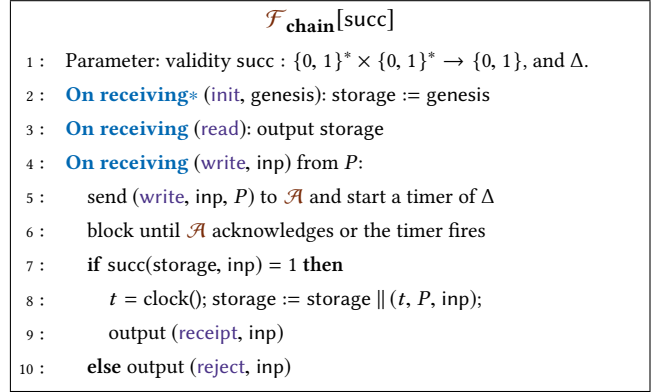 𝓕chain[succ]
1 : Parameter: validity succ : {0, 1}* × {0, 1}* → {0, 1}, and Δ.
2 : On receiving* (init, genesis): storage := genesis
3 : On receiving (read): output storage
4 : On receiving (write, inp) from P:
5 : send (write, inp, P) to 𝒜 and start a timer of Δ
6 : block until 𝒜 acknowledges or the timer fires
7 : if succ(storage, inp) = 1 then
8 : t = clock(); storage := storage ∥ (t, P, inp);
9 : output (receipt, inp)
10 : else output (reject, inp)